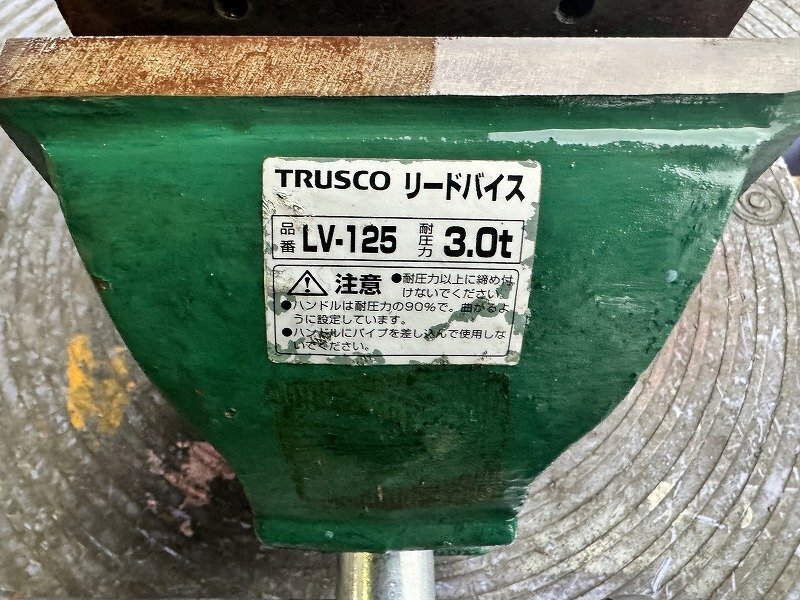 TRUSCO リードバイス
品番 LV-125 耐圧力 3.0t
注意 ●耐圧力以上に締め付
けないでください。
●ハンドルは耐圧力の90%で。曲がるよ
うに設定しています。
●ハンドルにパイプを差し込んで使用しな
いでください。